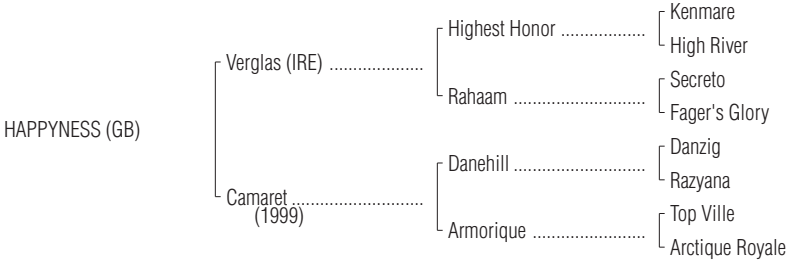 Kenmare
Highest Honor ....................
High River
Verglas (IRE) ......................
Secreto
Rahaam ...............................
Fager's Glory
HAPPYNESS (GB)
Danzig
Danehill ...............................
Razyana
Camaret ...............................
(1999)
Top Ville
Armorique ...........................
Arctique Royale